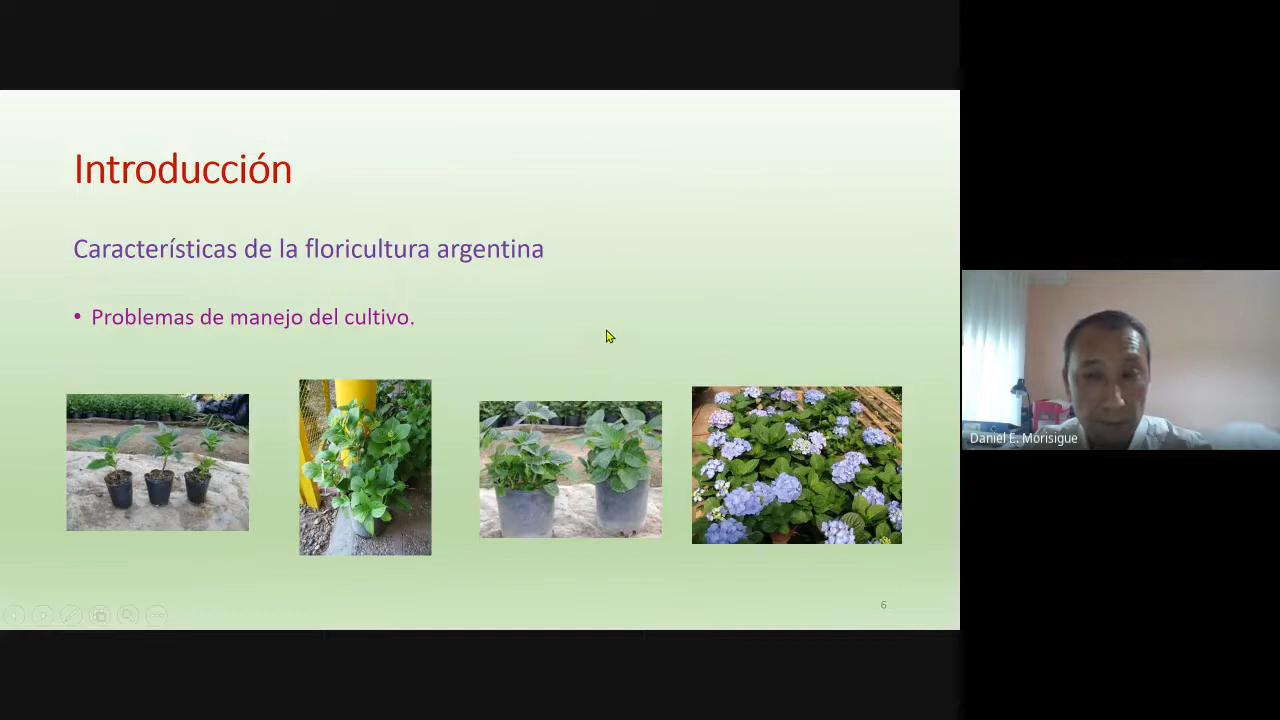 Introducción
Características de la floricultura argentina
• Problemas de manejo del cultivo.
6
Daniel E. Morisigue